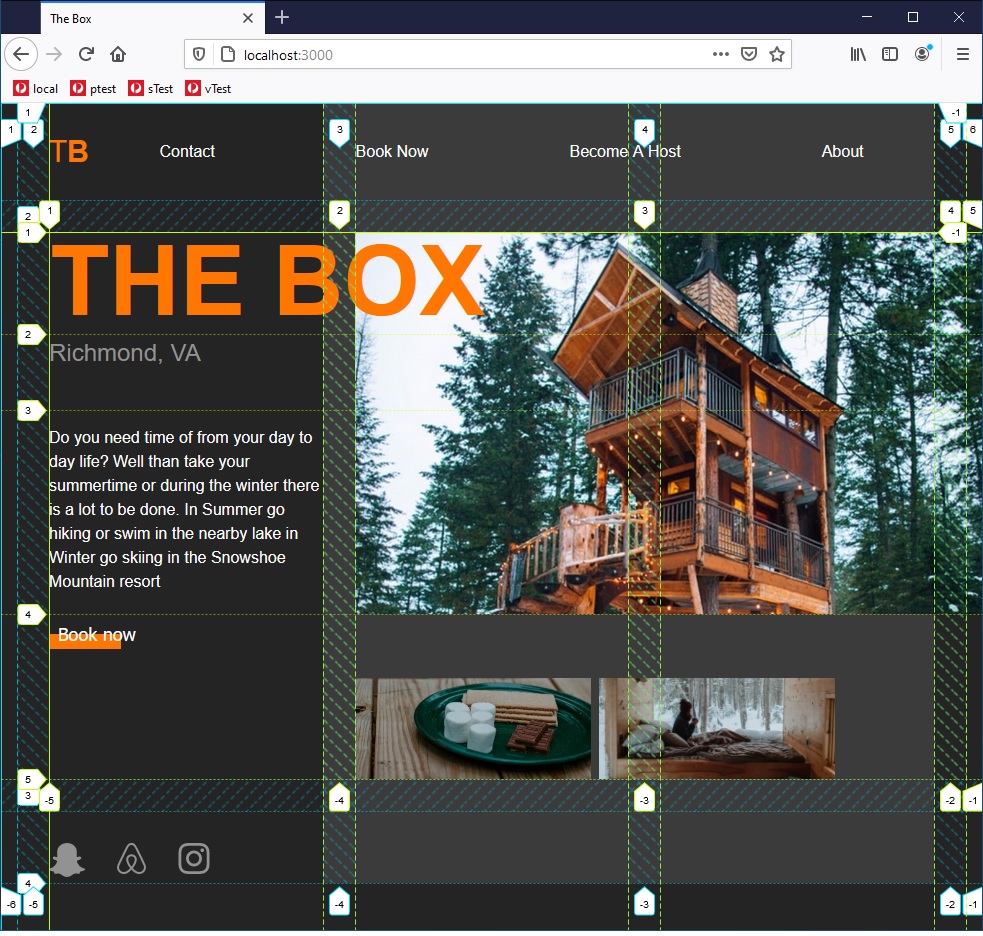 The Box
localhost:3000
local ptest sTest vTest
1 -1
1 2 3 4 5 6
TB Contact Book Now Become A Host About
2 1 2 3 4 5
1 -1
THE BOX
2
Richmond, VA
3
Do you need time of from your day to
day life? Well than take your
summertime or during the winter there
is a lot to be done. In Summer go
hiking or swim in the nearby lake in
Winter go skiing in the Snowshoe
Mountain resort
4
Book now
5
3 -5 -4 -3 -2 -1
4
-6 -5 -4 -3 -2 -1